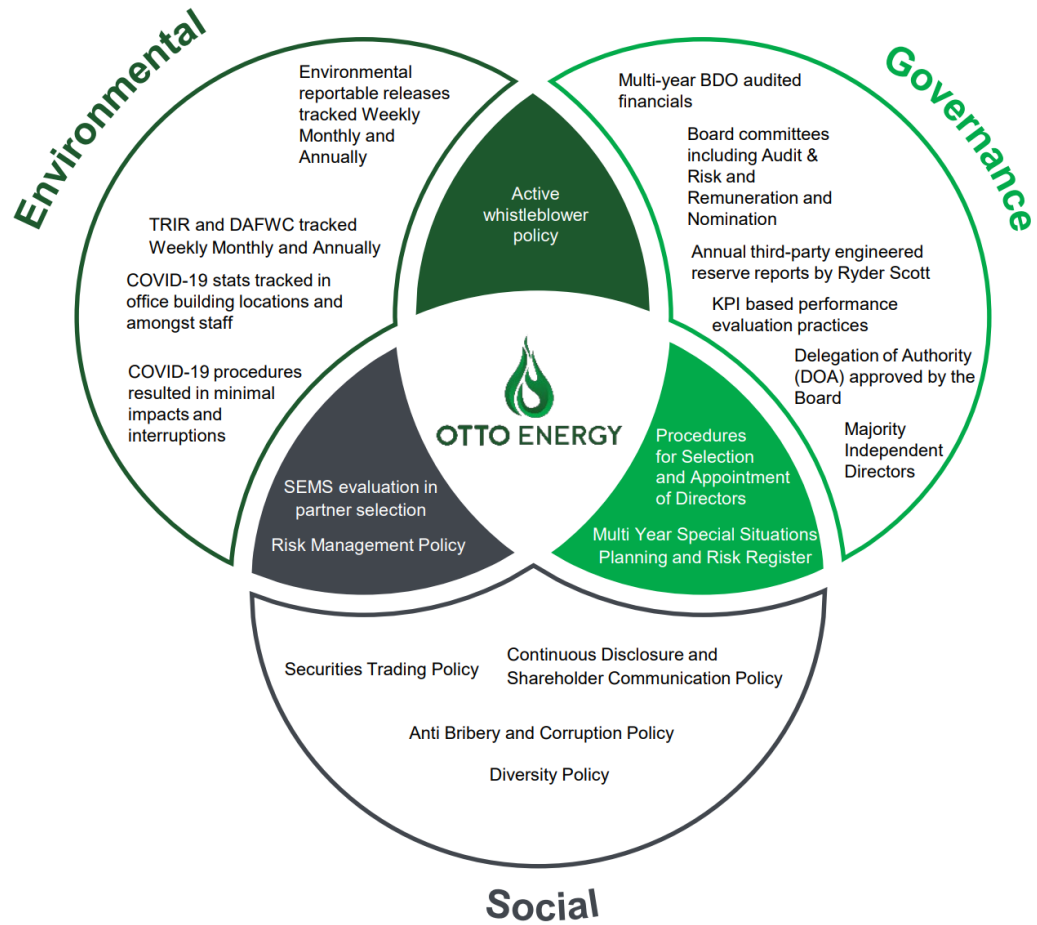 Environmental
Governance
Environmental
reportable releases
tracked Weekly
Monthly and
Annually
TRIR and DAFWC tracked
Weekly Monthly and Annually
COVID-19 stats tracked in
office building locations and
amongst staff
COVID-19 procedures
resulted in minimal
impacts and
interruptions
Active
whistleblower
policy
Multi-year BDO audited
financials
Board committees
including Audit &
Risk and
Remuneration and
Nomination
Annual third-party engineered
reserve reports by Ryder Scott
KPI based performance
evaluation practices
Delegation of Authority
(DOA) approved by the
Board
Majority
Independent
Directors
OTTO ENERGY
SEMS evaluation in
partner selection
Risk Management Policy
Procedures
for Selection
and Appointment
of Directors
Multi Year Special Situations
Planning and Risk Register
Securities Trading Policy
Continuous Disclosure and
Shareholder Communication Policy
Anti Bribery and Corruption Policy
Diversity Policy
Social